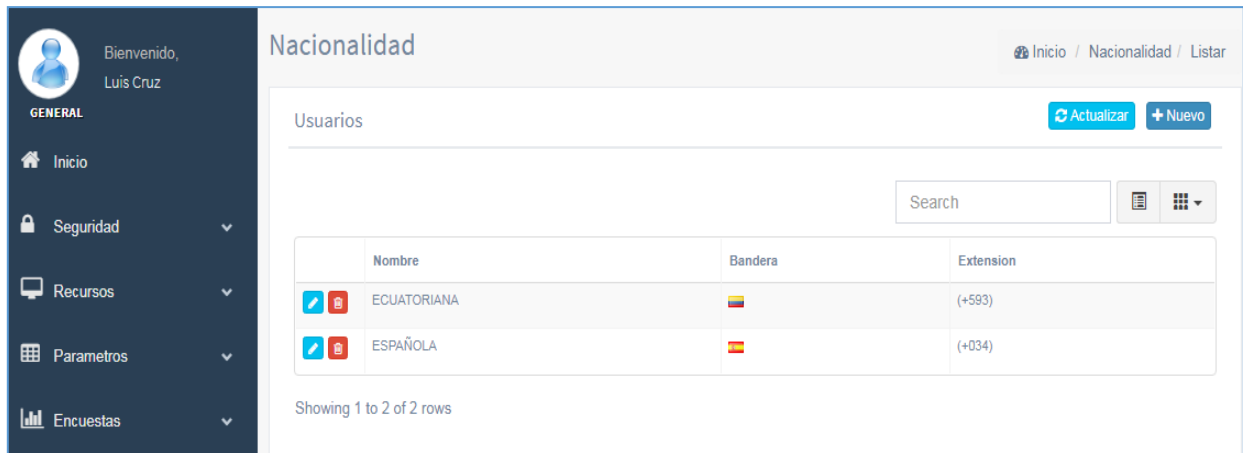 Bienvenido,
Luis Cruz
GENERAL
Inicio
Seguridad
Recursos
Parametros
Encuestas
Nacionalidad
Inicio / Nacionalidad / Listar
Usuarios
Actualizar
Nuevo
Search
Nombre Bandera Extension
ECUATORIANA (+593)
ESPAÑOLA (+034)
Showing 1 to 2 of 2 rows